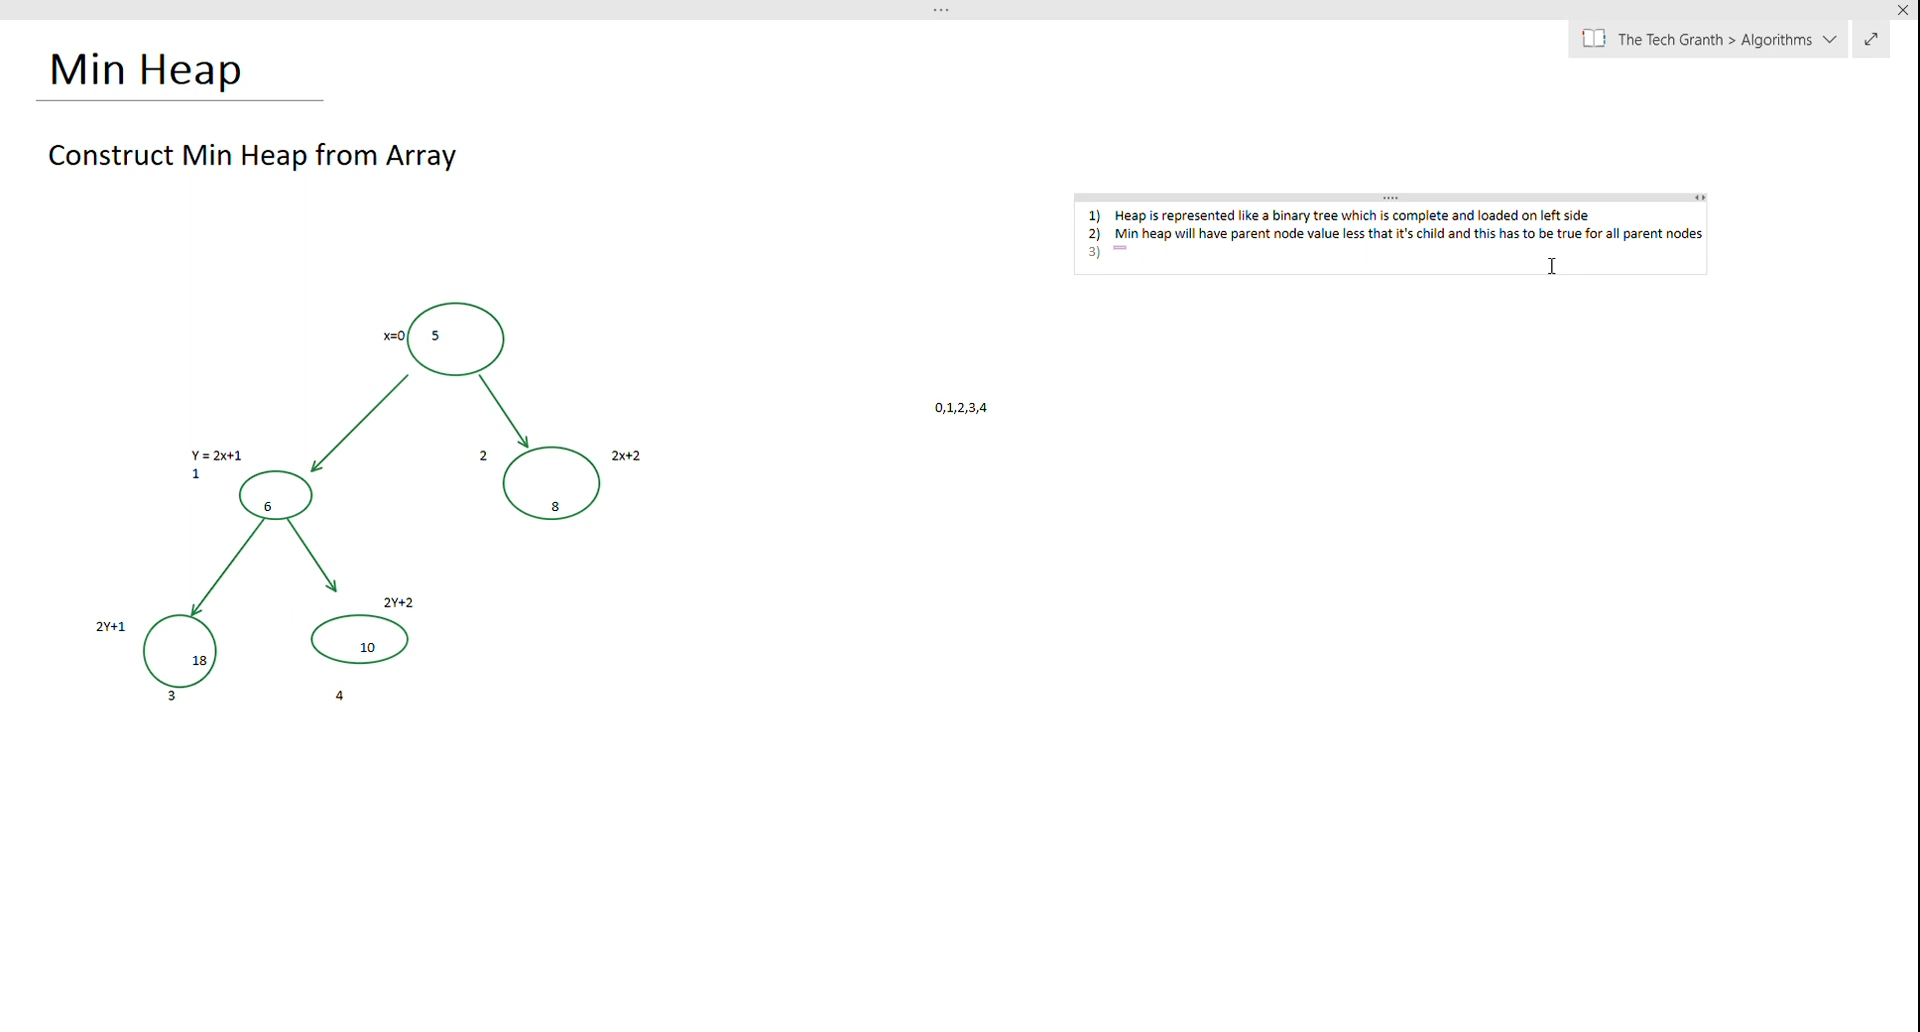 The Tech Granth > Algorithms
Min Heap
Construct Min Heap from Array
1) Heap is represented like a binary tree which is complete and loaded on left side
2) Min heap will have parent node value less that it's child and this has to be true for all parent nodes
3)
x=0 5
0,1,2,3,4
Y = 2x+1
1
2
2x+2
6
8
2Y+2
2Y+1
10
18
3
4